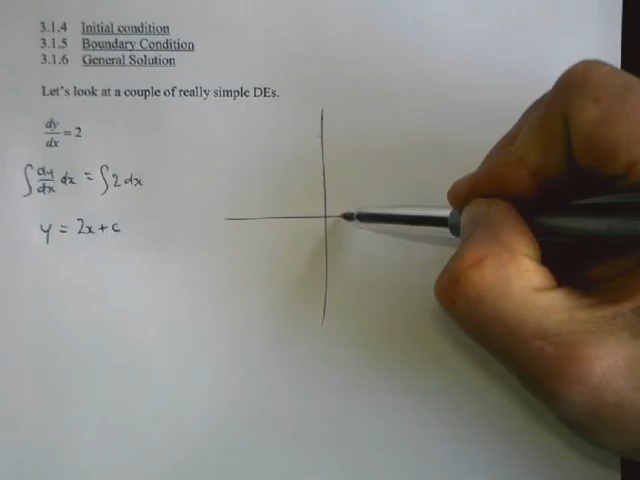 3.1.4 Initial condition
3.1.5 Boundary Condition
3.1.6 General Solution
Let's look at a couple of really simple DEs.
dy/dx = 2
∫ dy/dx dx = ∫ 2 dx
y = 2x + c